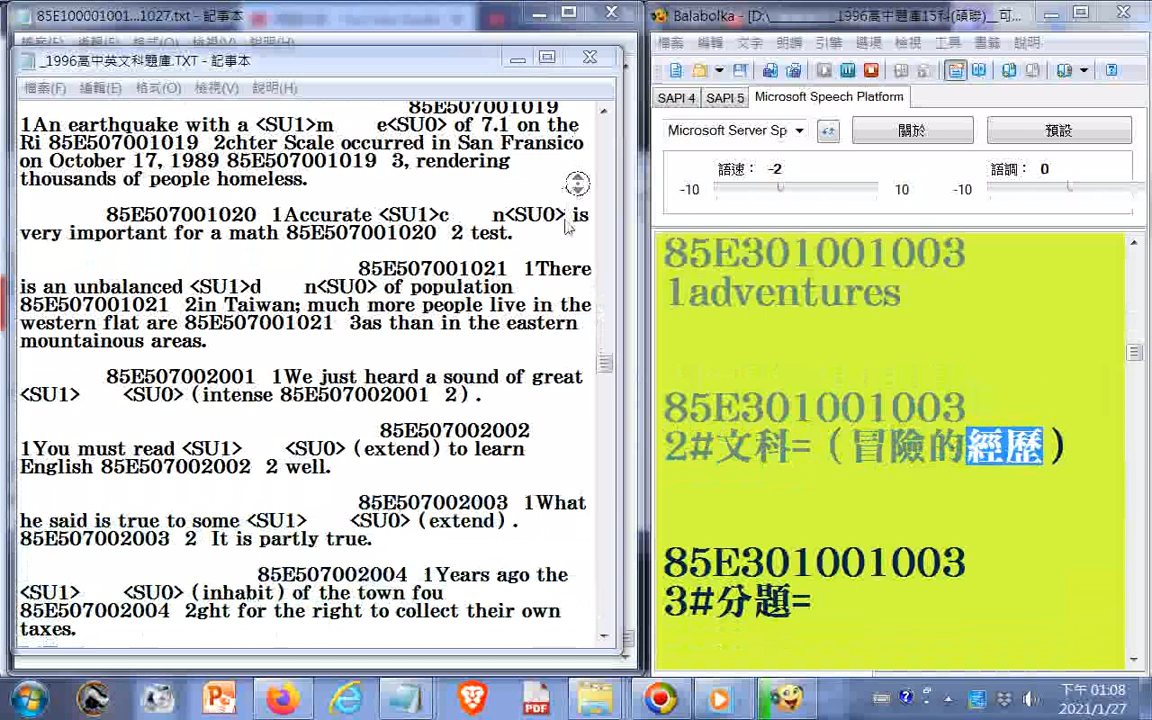 85E100001001...1027.txt - 記事本
_1996高中英文科題庫.TXT - 記事本
檔案(F) 編輯(E) 格式(O) 檢視(V) 說明(H)
85E507001019
1An earthquake with a <SU1>m e<SU0> of 7.1 on the
Ri 85E507001019 2chter Scale occurred in San Fransico
on October 17, 1989 85E507001019 3, rendering
thousands of people homeless.
85E507001020 1Accurate <SU1>c n<SU0> is
very important for a math 85E507001020 2 test.
85E507001021 1There
is an unbalanced <SU1>d n<SU0> of population
85E507001021 2in Taiwan; much more people live in the
western flat are 85E507001021 3as than in the eastern
mountainous areas.
85E507002001 1We just heard a sound of great
<SU1> <SU0> (intense 85E507002001 2) .
85E507002002
1You must read <SU1> <SU0> (extend) to learn
English 85E507002002 2 well.
85E507002003 1What
he said is true to some <SU1> <SU0> (extend) .
85E507002003 2 It is partly true.
85E507002004 1Years ago the
<SU1> <SU0> (inhabit) of the town fou
85E507002004 2ght for the right to collect their own
taxes.
Balabolka - [D:\ _1996高中題庫15科(碩聯)__可...
檔案 編輯 文字 朗讀 引擎 選項 檢視 工具 書籤 說明
SAPI 4 SAPI 5 Microsoft Speech Platform
Microsoft Server Sp 關於 預設
語速： -2 語調： 0
-10 10 -10
85E301001003
1adventures
85E301001003
2#文科=（冒險的經歷）
85E301001003
3#分題=
PDF
下午 01:08
2021/1/27